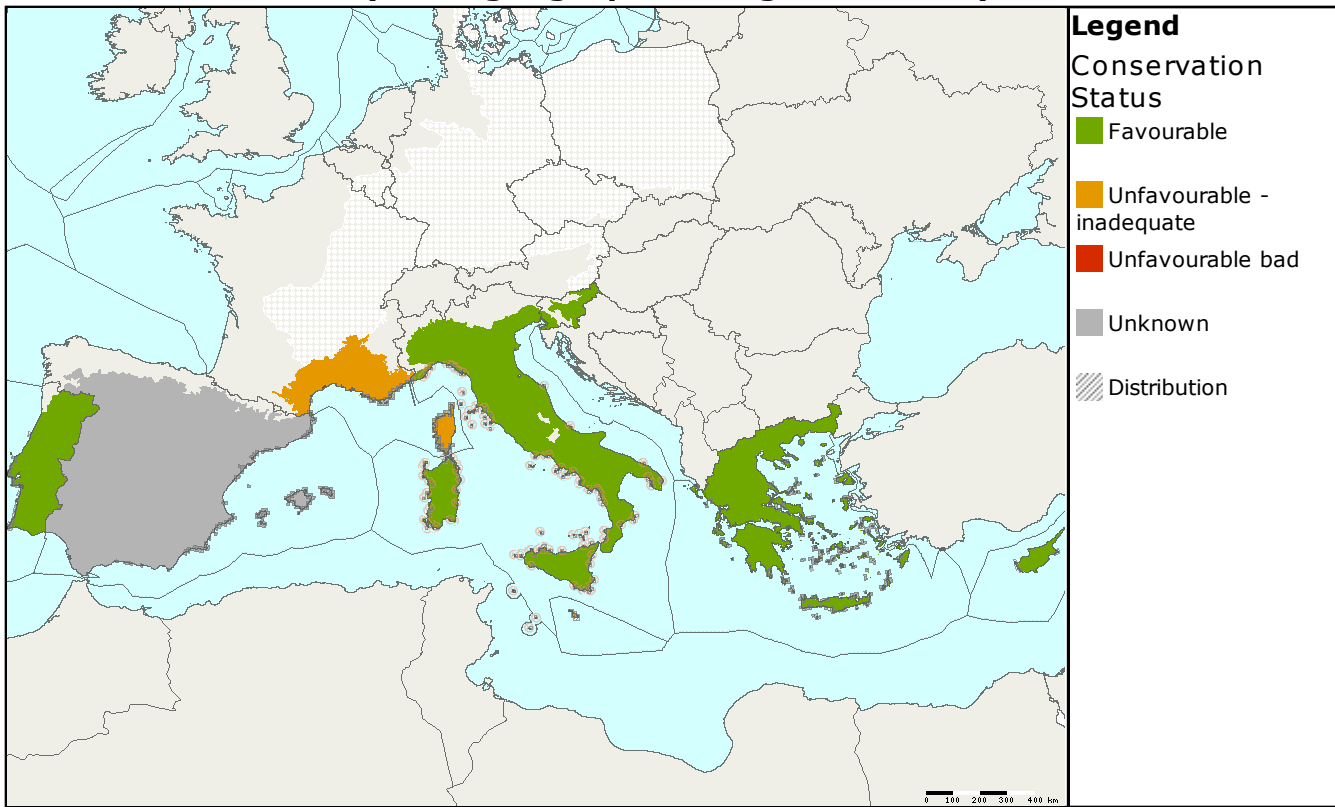 Legend
Conservation
Status
Favourable
Unfavourable -
inadequate
Unfavourable bad
Unknown
Distribution
0 100 200 300 400 km